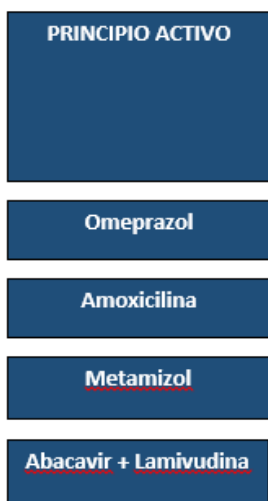 PRINCIPIO ACTIVO
Omeprazol
Amoxicilina
Metamizol
Abacavir + Lamivudina